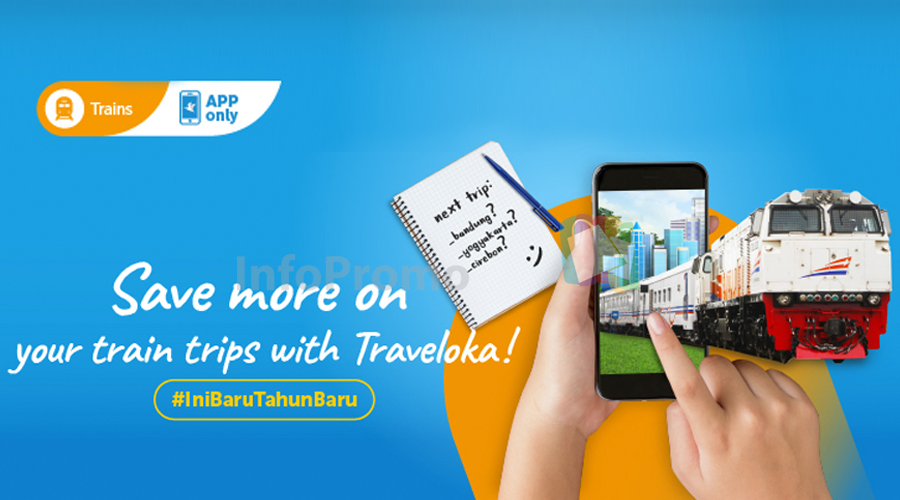 Trains
APP
only
next trip:
_bandung?
_yogyakarta?
_cirebon?
:)
InfoPromo
Save more on
your train trips with Traveloka!
#IniBaruTahunBaru